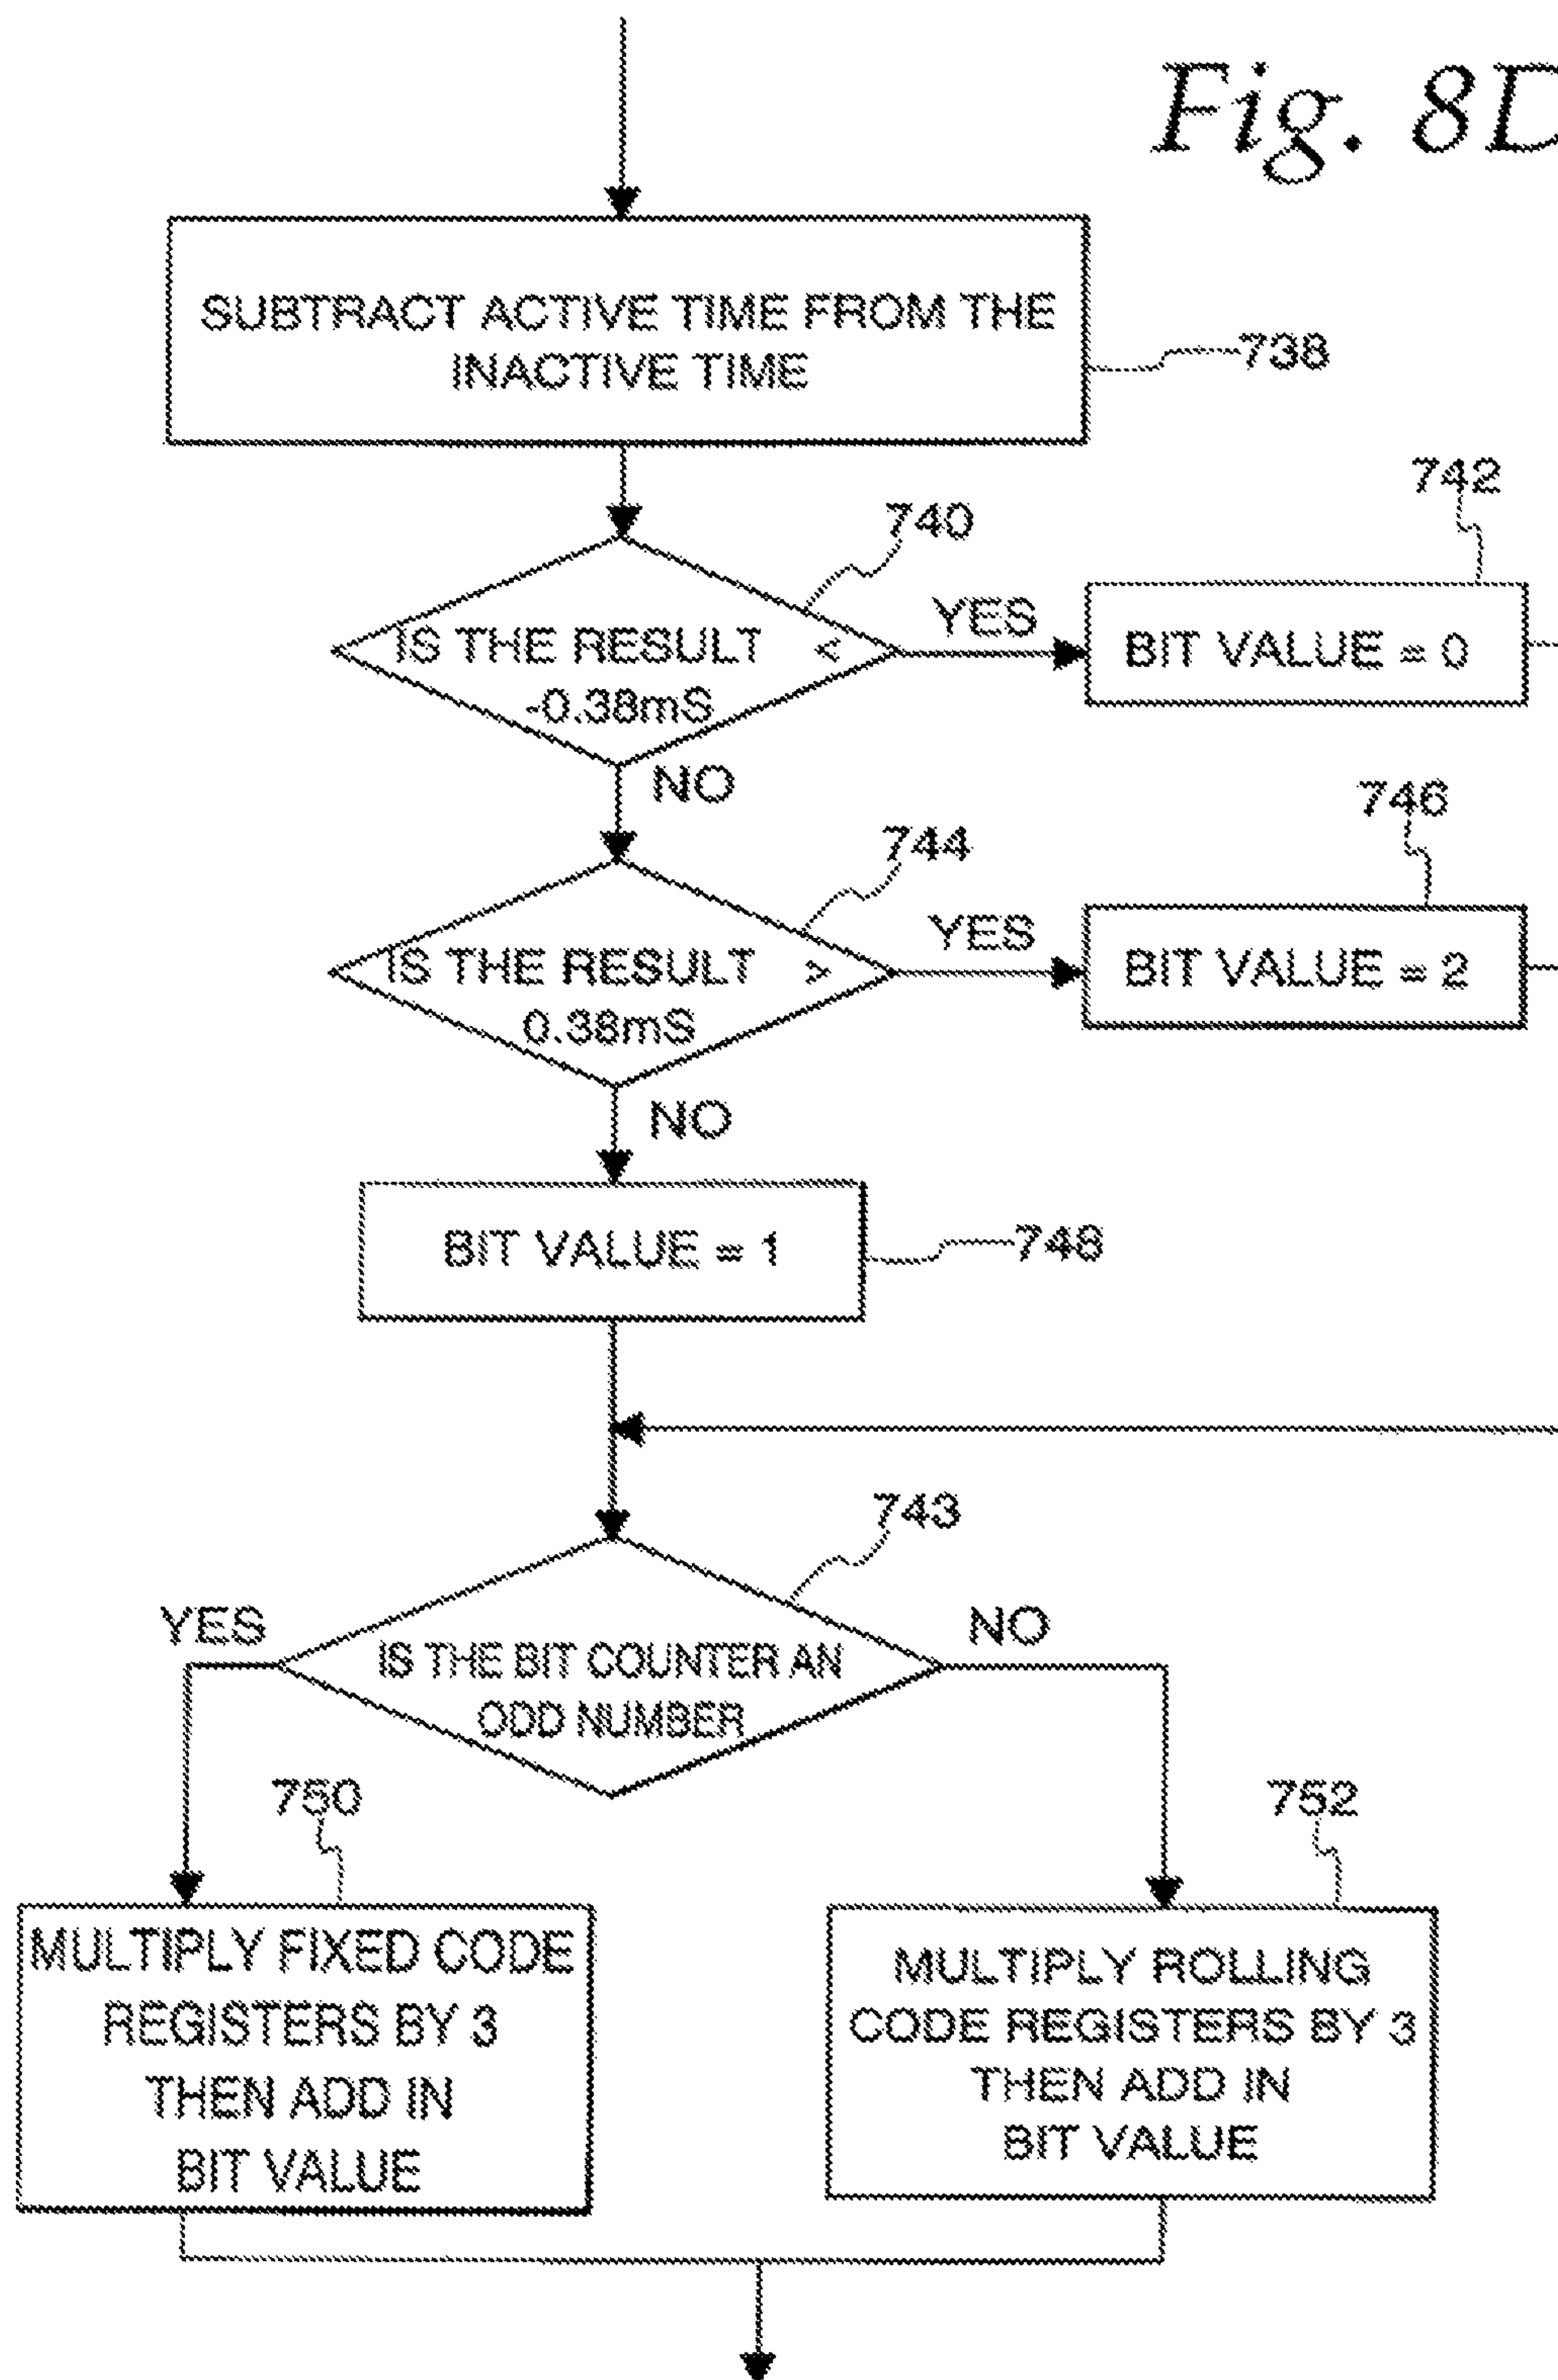 Fig. 8D
SUBTRACT ACTIVE TIME FROM THE
INACTIVE TIME
738
740
742
IS THE RESULT <
-0.38mS
YES
BIT VALUE = 0
NO
744
746
IS THE RESULT >
0.38mS
YES
BIT VALUE = 2
NO
BIT VALUE = 1
748
743
YES
IS THE BIT COUNTER AN
ODD NUMBER
NO
750
752
MULTIPLY FIXED CODE
REGISTERS BY 3
THEN ADD IN
BIT VALUE
MULTIPLY ROLLING
CODE REGISTERS BY 3
THEN ADD IN
BIT VALUE